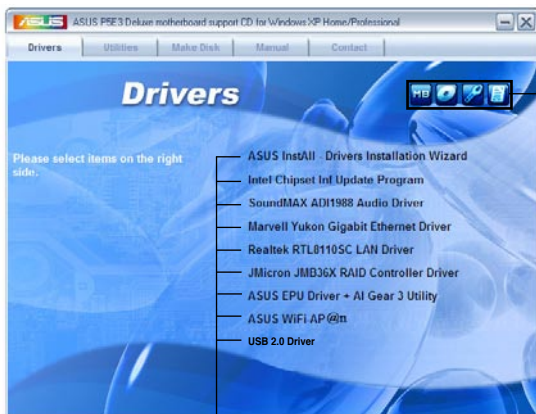 ASUS ASUS P5E3 Deluxe motherboard support CD for Windows XP Home/Professional
Drivers Utilities Make Disk Manual Contact
Drivers
MB
Please select items on the right
side.
ASUS InstAll - Drivers Installation Wizard
Intel Chipset Inf Update Program
SoundMAX ADI1988 Audio Driver
Marvell Yukon Gigabit Ethernet Driver
Realtek RTL8110SC LAN Driver
JMicron JMB36X RAID Controller Driver
ASUS EPU Driver + AI Gear 3 Utility
ASUS WiFi AP@n
USB 2.0 Driver